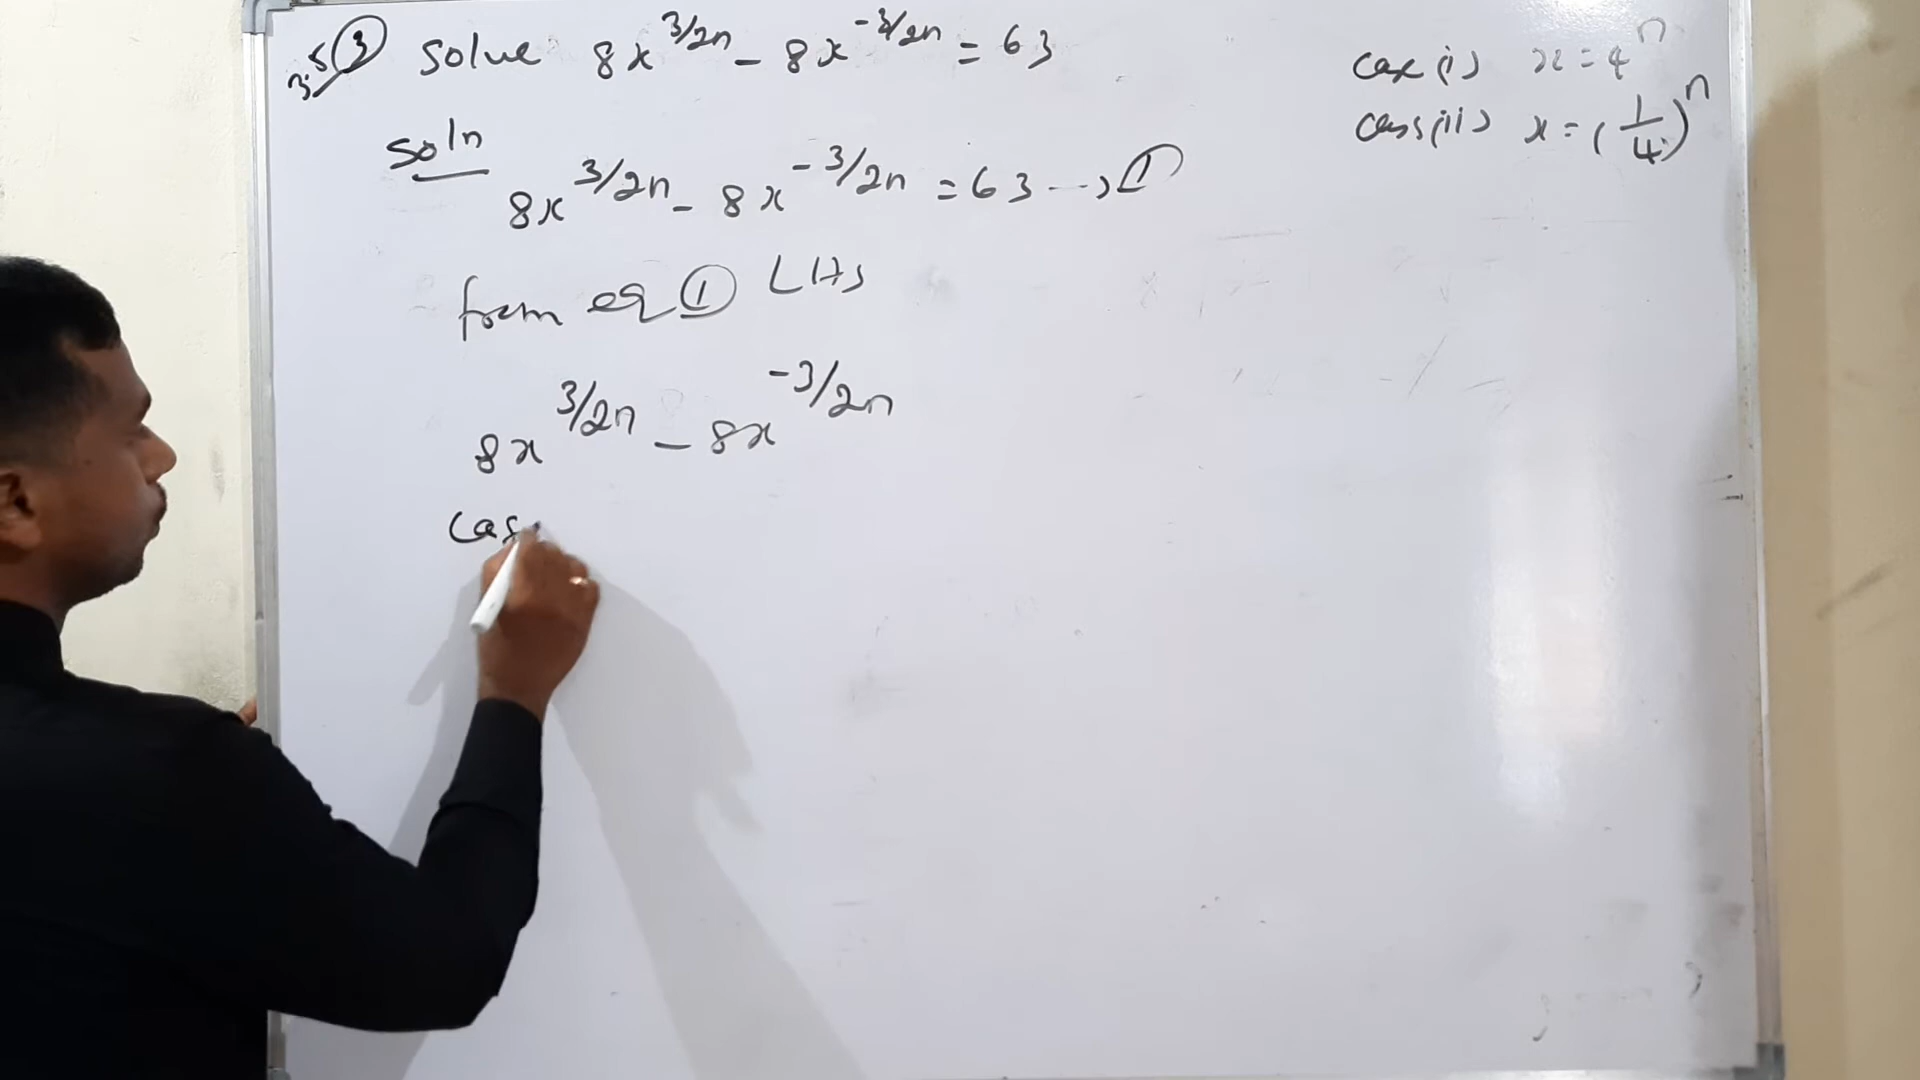 3.5 ③ Solve 8x^3/2n - 8x^-3/2n = 63
case (i) x = 4^n
case (ii) x = (1/4)^n
Soln
8x^3/2n - 8x^-3/2n = 63 --> ①
from eq ① LHS
8x^3/2n - 8x^-3/2n
Cas